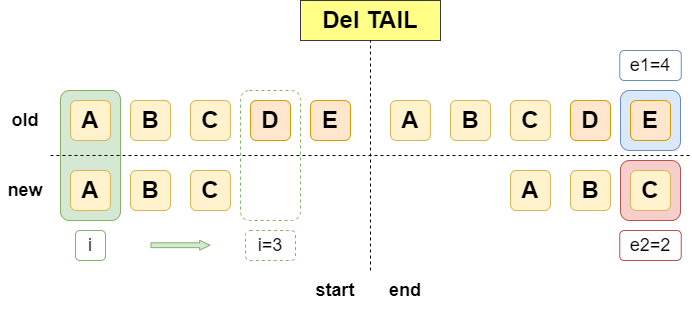 Del TAIL
e1=4
old A B C D E A B C D E
new A B C A B C
i i=3 e2=2
start end